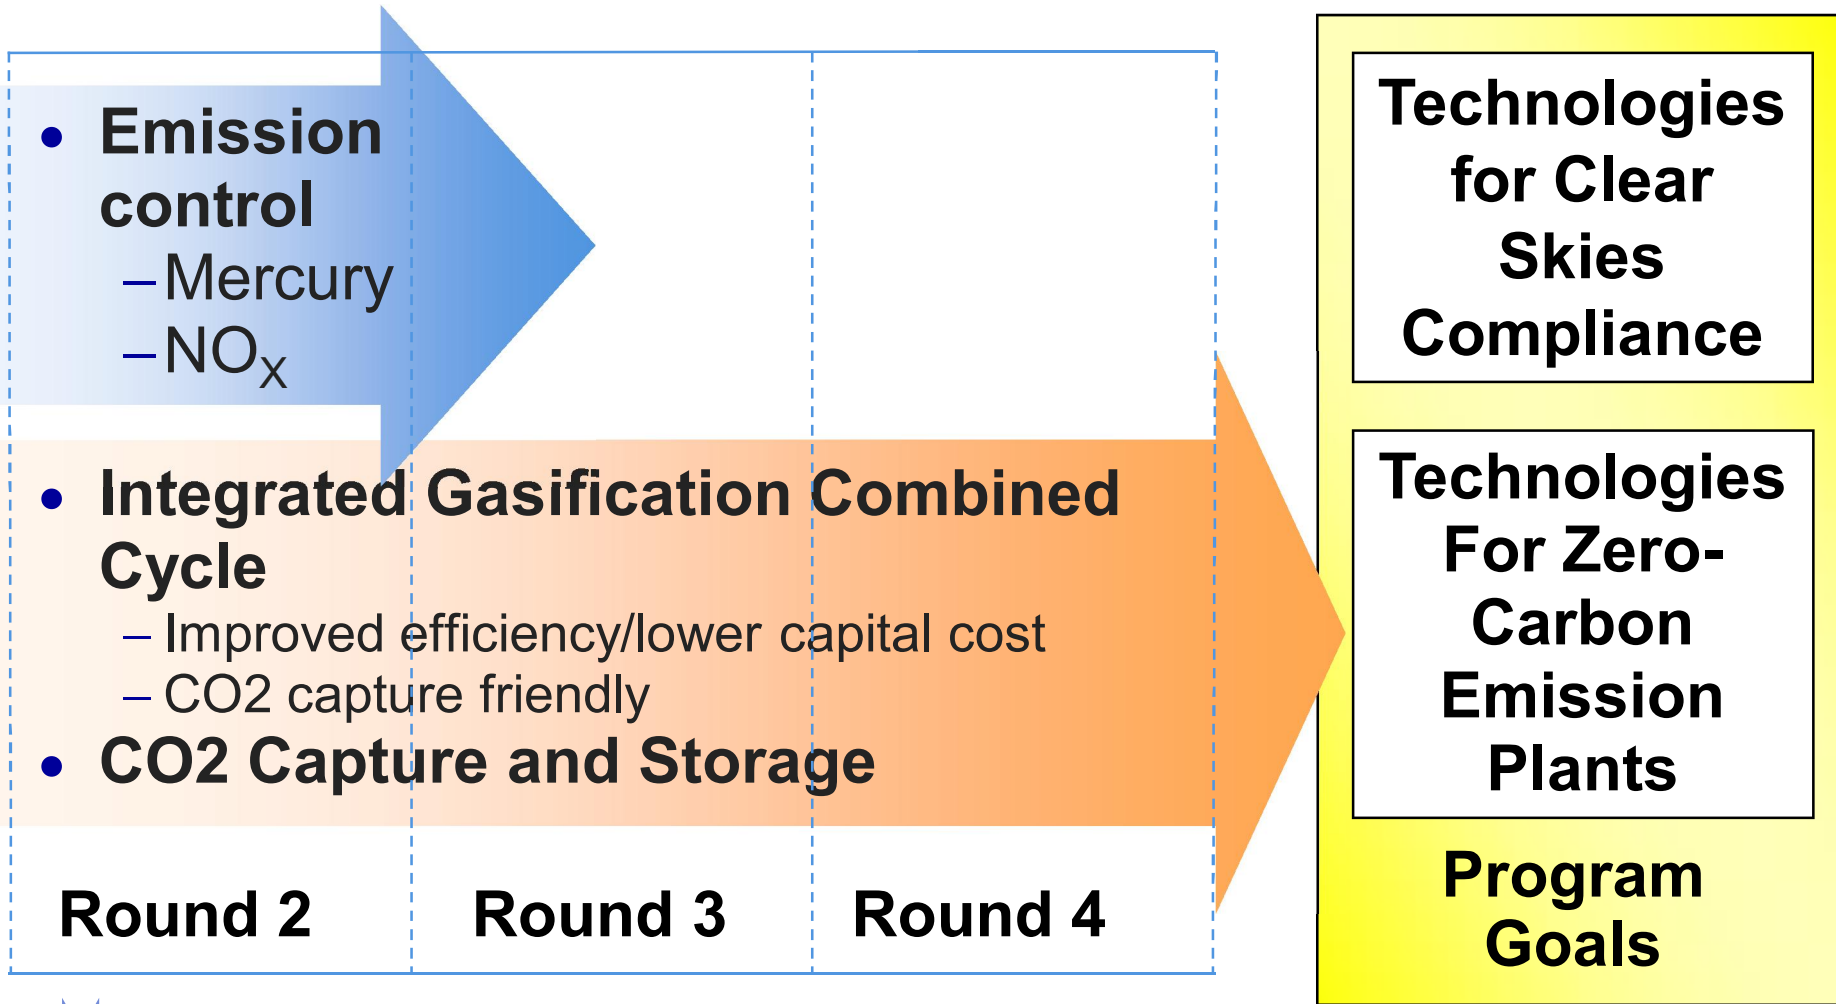 • Emission
control
– Mercury
– NOₓ
• Integrated Gasification Combined
Cycle
– Improved efficiency/lower capital cost
– CO2 capture friendly
• CO2 Capture and Storage
Round 2
Round 3
Round 4
Technologies
for Clear
Skies
Compliance
Technologies
For Zero-
Carbon
Emission
Plants
Program
Goals